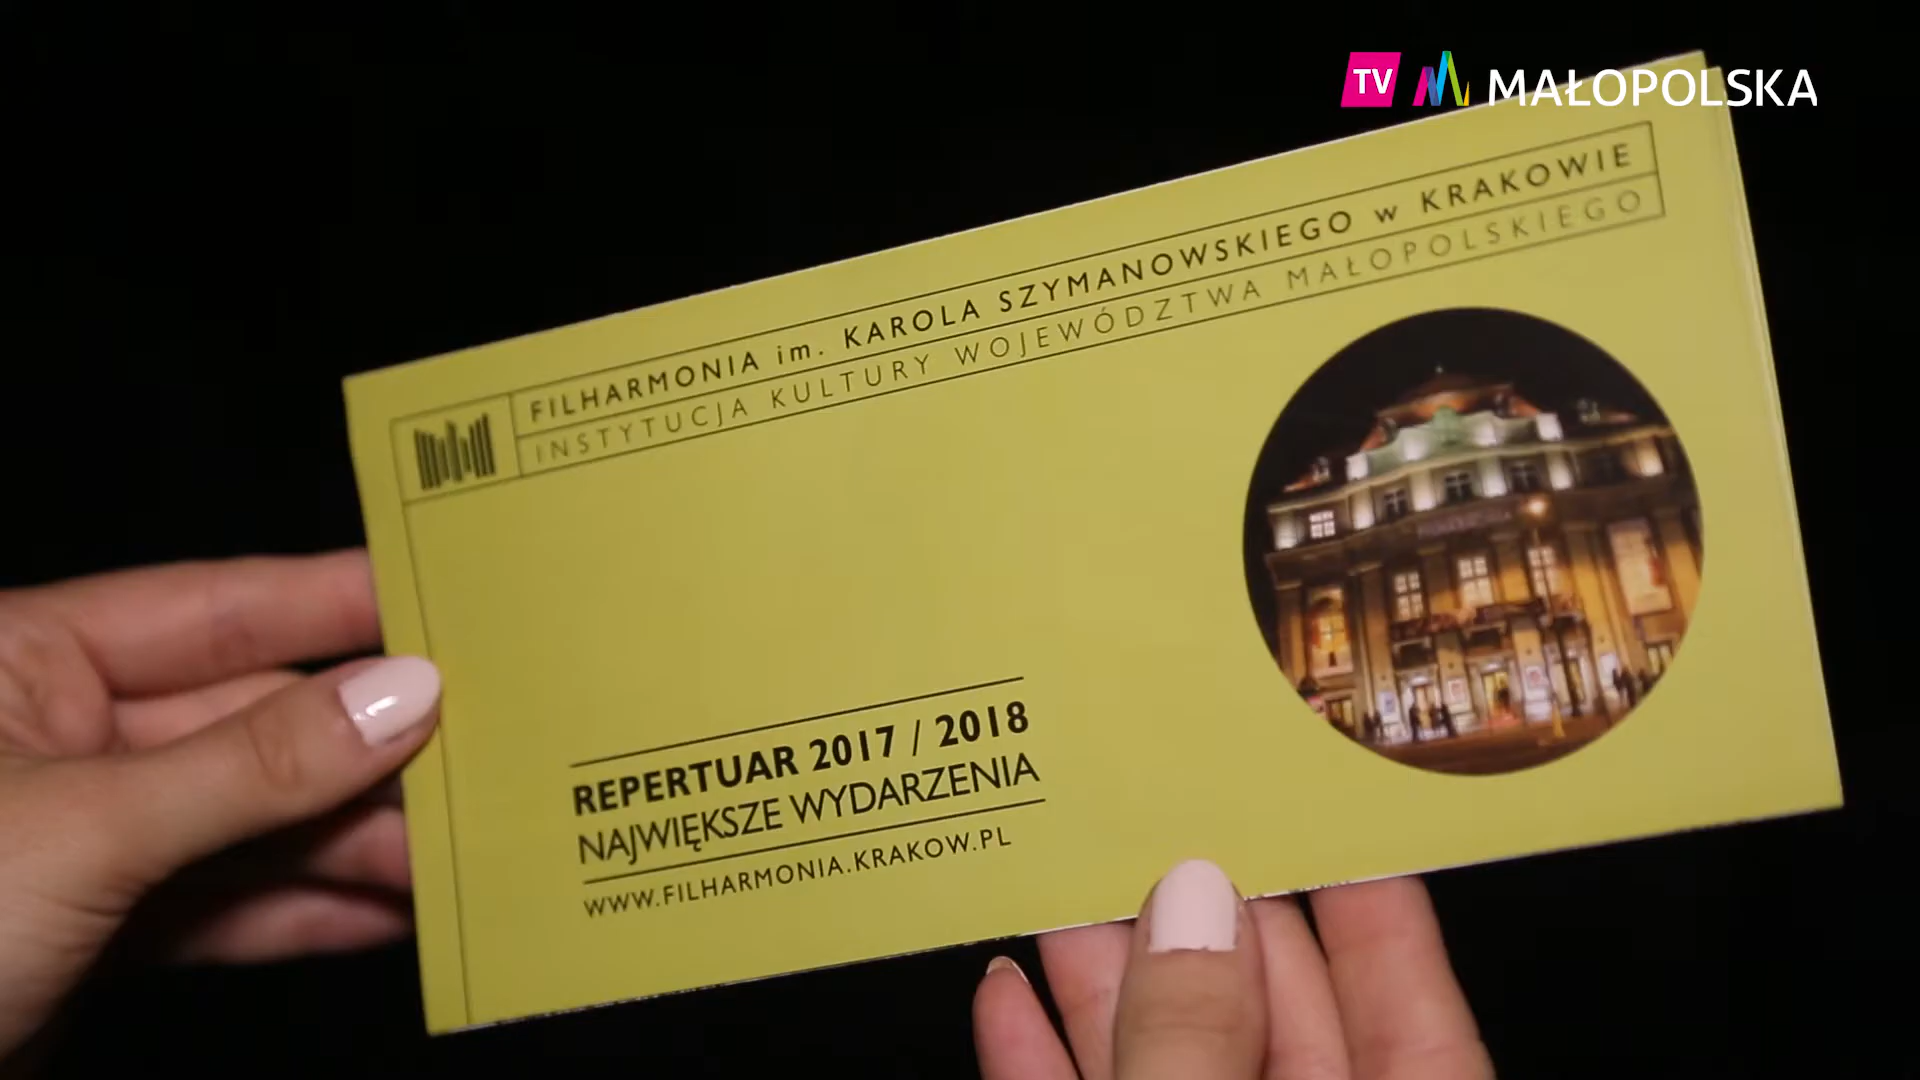 TV MAŁOPOLSKA
FILHARMONIA im. KAROLA SZYMANOWSKIEGO w KRAKOWIE
INSTYTUCJA KULTURY WOJEWÓDZTWA MAŁOPOLSKIEGO
REPERTUAR 2017 / 2018
NAJWIĘKSZE WYDARZENIA
WWW.FILHARMONIA.KRAKOW.PL